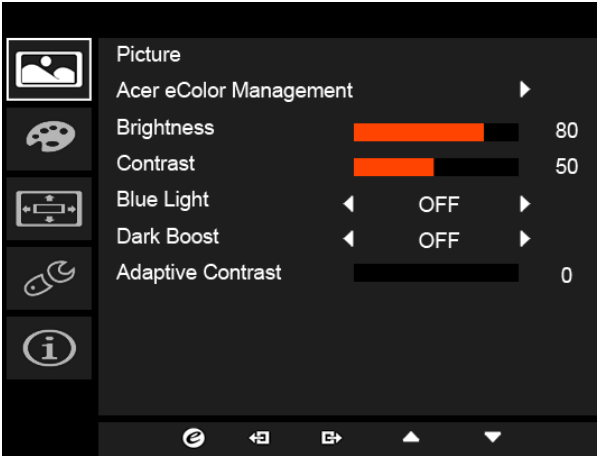 Picture
Acer eColor Management
Brightness 80
Contrast 50
Blue Light OFF
Dark Boost OFF
Adaptive Contrast 0